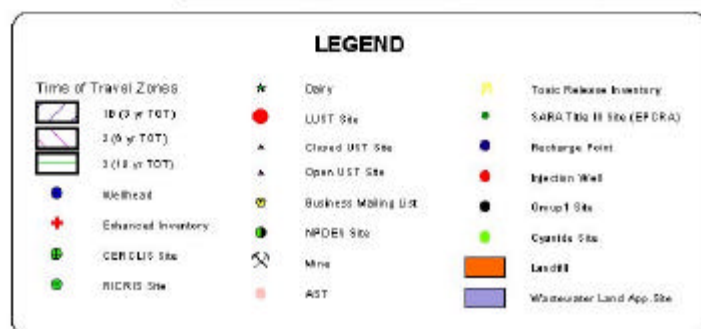 LEGEND
Time of Travel Zones
1B (3 yr TOT)
2 (6 yr TOT)
3 (10 yr TOT)
Wellhead
Enhanced Inventory
CERCLIS Site
RICRIS Site
Dairy
LUST Site
Closed UST Site
Open UST Site
Business Mailing List
NPDES Site
Mine
AST
Toxic Release Inventory
SARA Title III Site (EPCRA)
Recharge Point
Injection Well
Group1 Site
Cyanide Site
Landfill
Wastewater Land App. Site